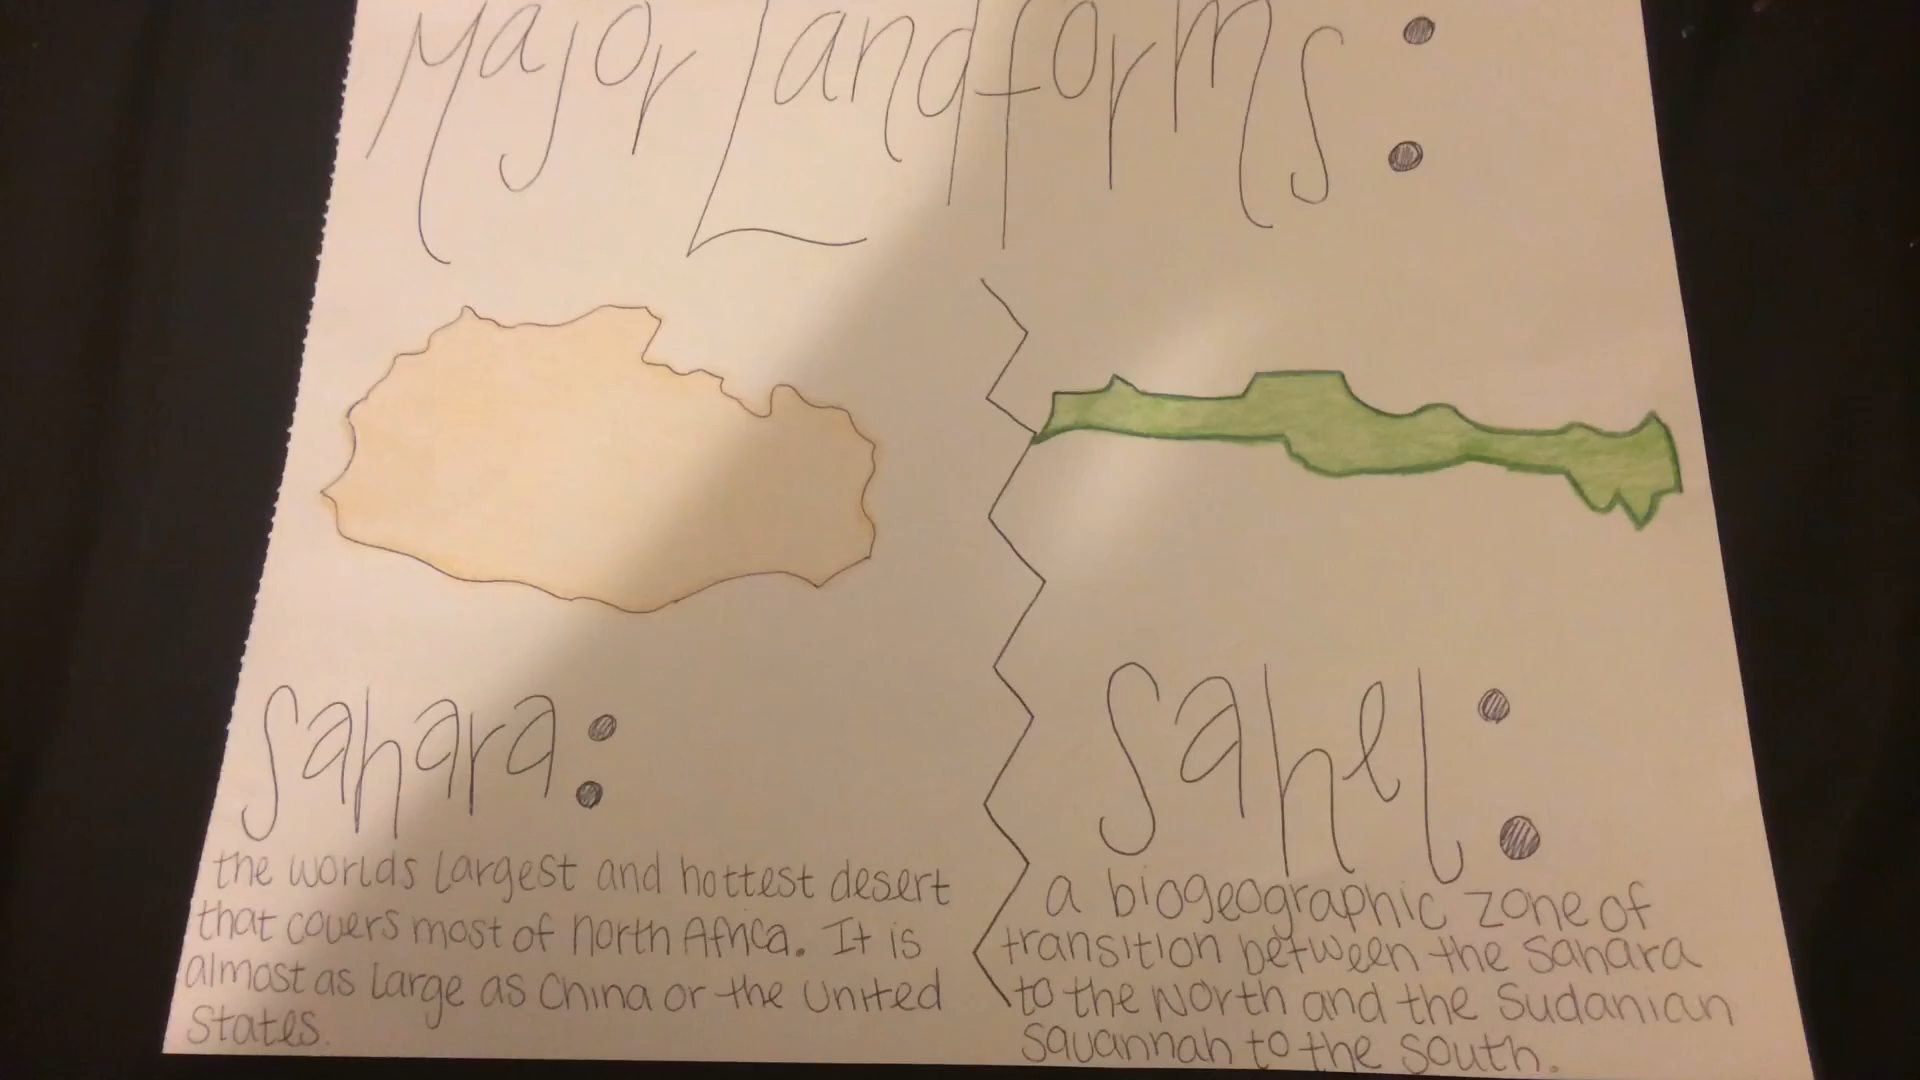 Major Landforms:
Sahara:
the worlds largest and hottest desert
that covers most of North Africa. It is
almost as large as China or the United
States.
Sahel:
a biogeographic zone of
transition between the Sahara
to the North and the Sudanian
Savannah to the South.